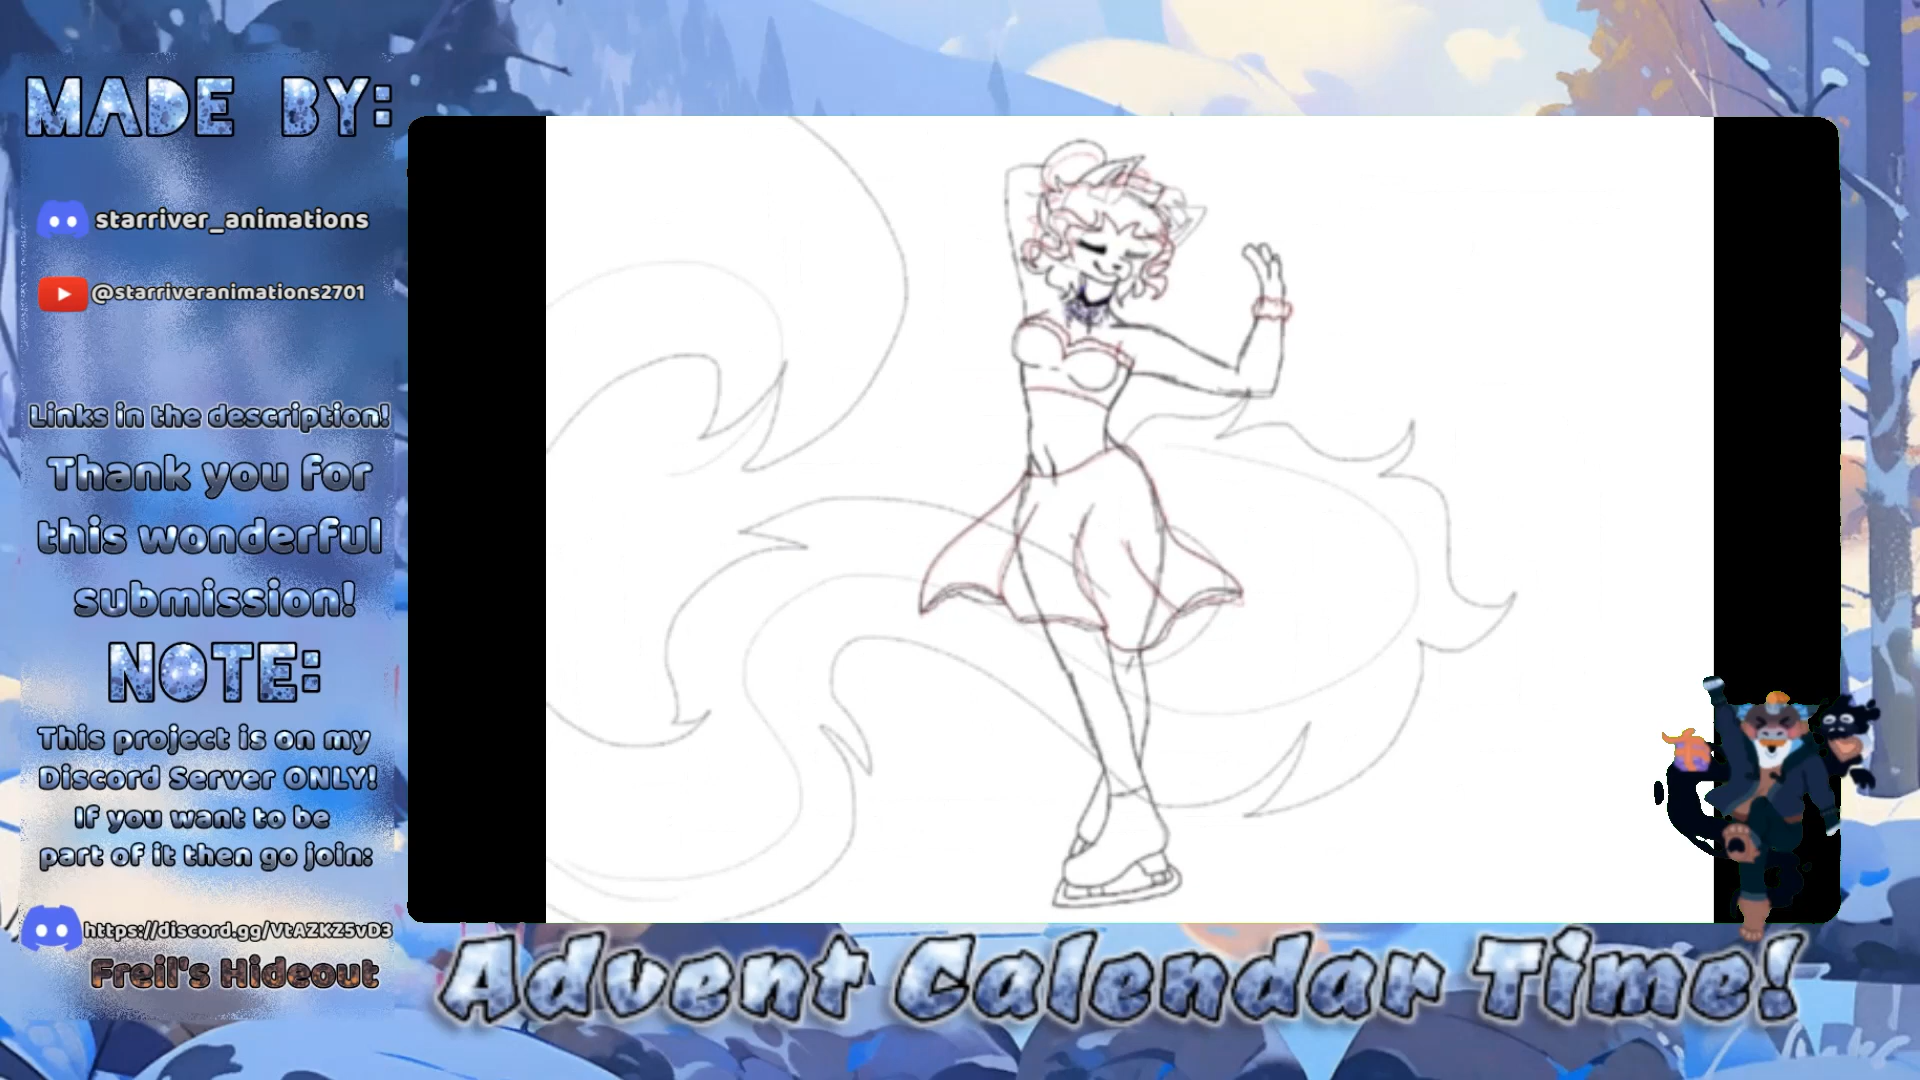 MADE BY:
starriver_animations
@starriveranimations2701
Links in the description!
Thank you for
this wonderful
submission!
NOTE:
This project is on my
Discord Server ONLY!
If you want to be
part of it then go join:
https://discord.gg/VtAZKZ5vD3
Freil's Hideout
Advent Calendar Time!